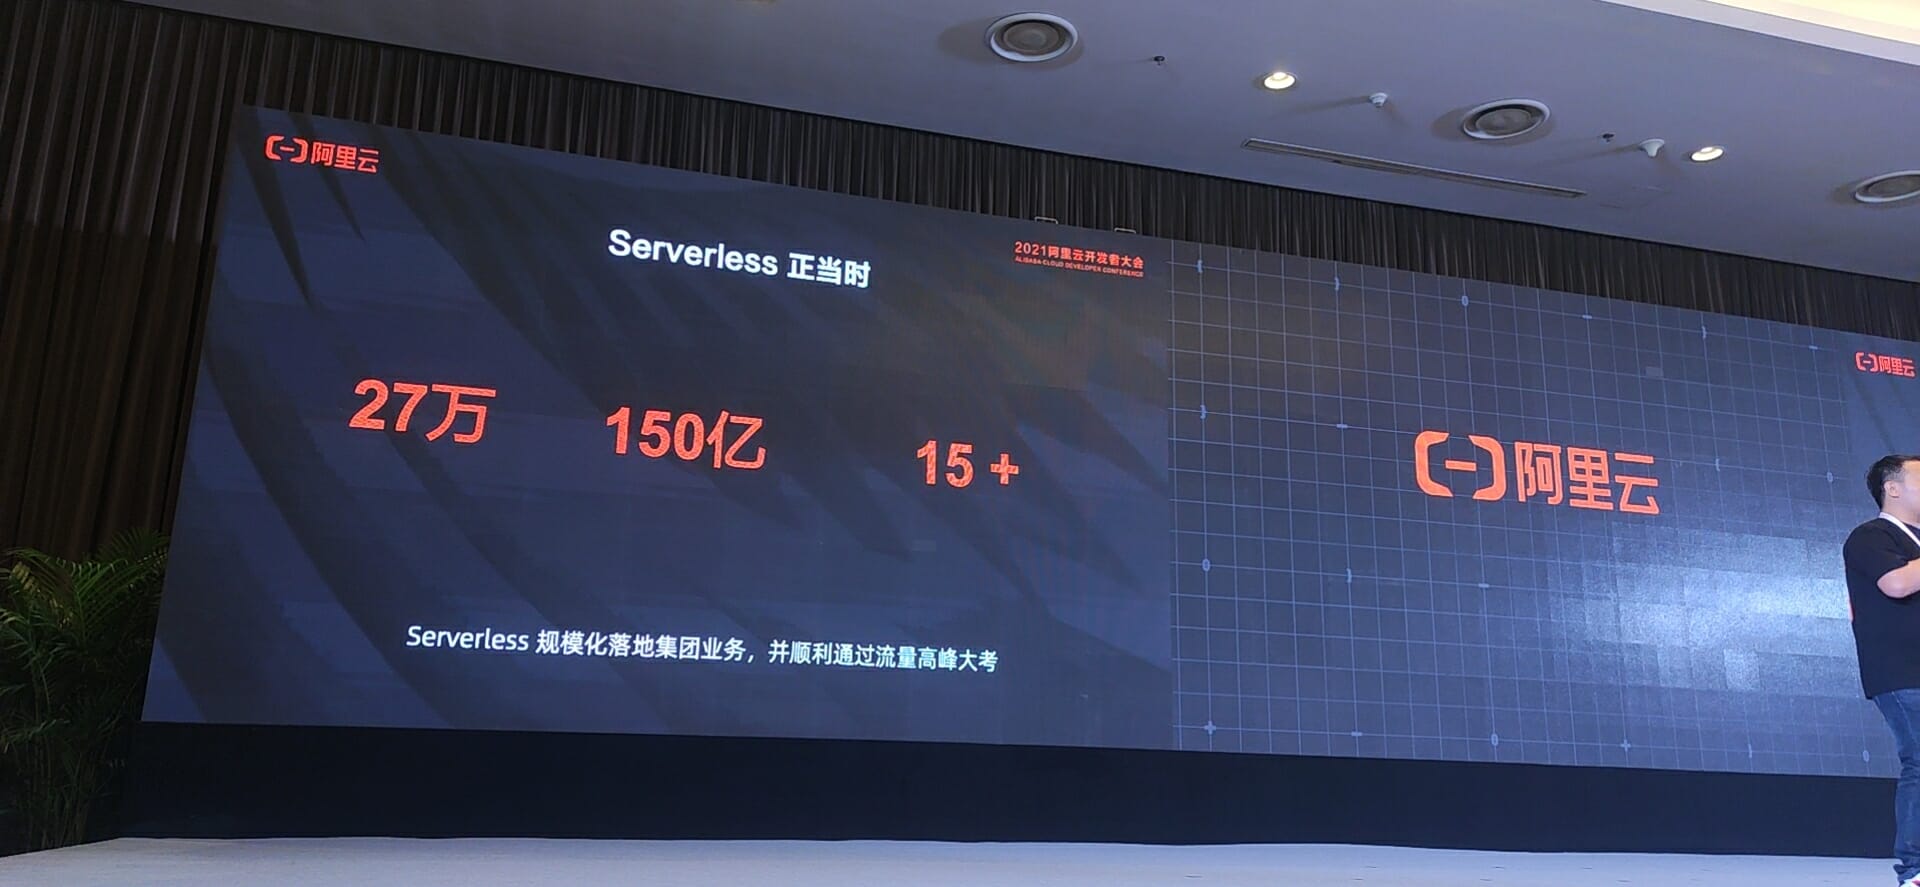 阿里云
Serverless 正当时
2021阿里云开发者大会
ALIBABA CLOUD DEVELOPER CONFERENCE
27万
150亿
15 +
Serverless 规模化落地集团业务，并顺利通过流量高峰大考
阿里云
阿里云